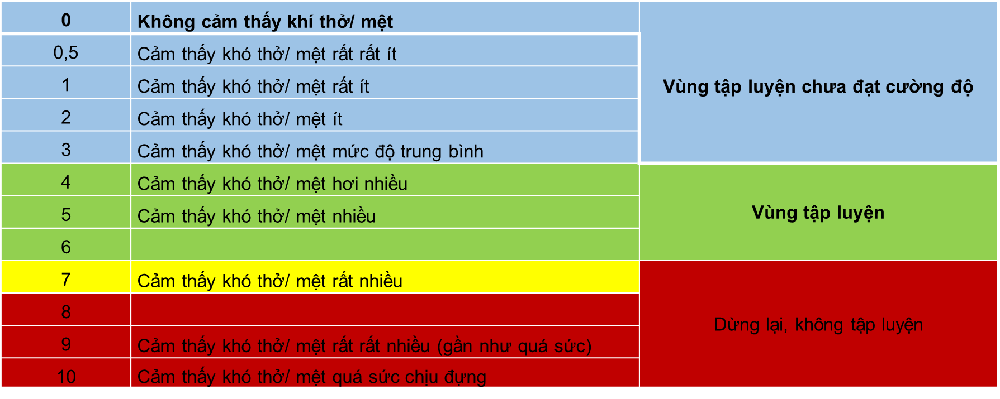 0 Không cảm thấy khí thở/ mệt
0,5 Cảm thấy khó thở/ mệt rất rất ít
1 Cảm thấy khó thở/ mệt rất ít
Vùng tập luyện chưa đạt cường độ
2 Cảm thấy khó thở/ mệt ít
3 Cảm thấy khó thở/ mệt mức độ trung bình
4 Cảm thấy khó thở/ mệt hơi nhiều
5 Cảm thấy khó thở/ mệt nhiều
Vùng tập luyện
6
7 Cảm thấy khó thở/ mệt rất nhiều
8
Dừng lại, không tập luyện
9 Cảm thấy khó thở/ mệt rất rất nhiều (gần như quá sức)
10 Cảm thấy khó thở/ mệt quá sức chịu đựng